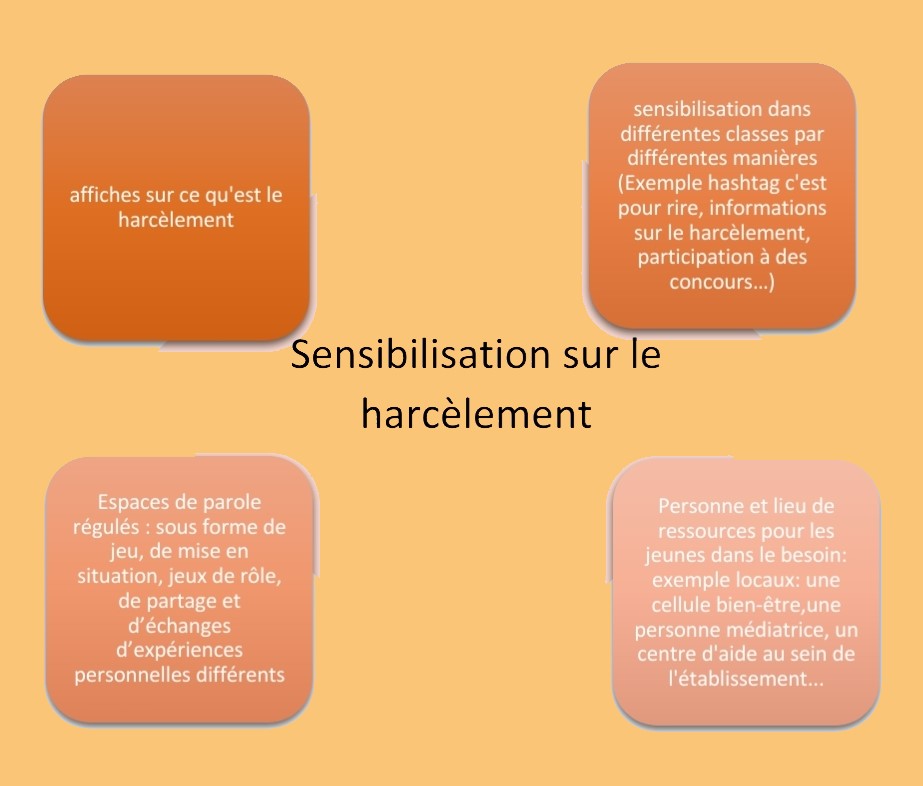 affiches sur ce qu'est le
harcèlement
sensibilisation dans
différentes classes par
différentes manières
(Exemple hashtag c'est
pour rire, informations
sur le harcèlement,
participation à des
concours...)
Sensibilisation sur le
harcèlement
Espaces de parole
régulés : sous forme de
jeu, de mise en
situation, jeux de rôle,
de partage et
d’échanges
d’expériences
personnelles différents
Personne et lieu de
ressources pour les
jeunes dans le besoin:
exemple locaux: une
cellule bien-être,une
personne médiatrice, un
centre d'aide au sein de
l'établissement...